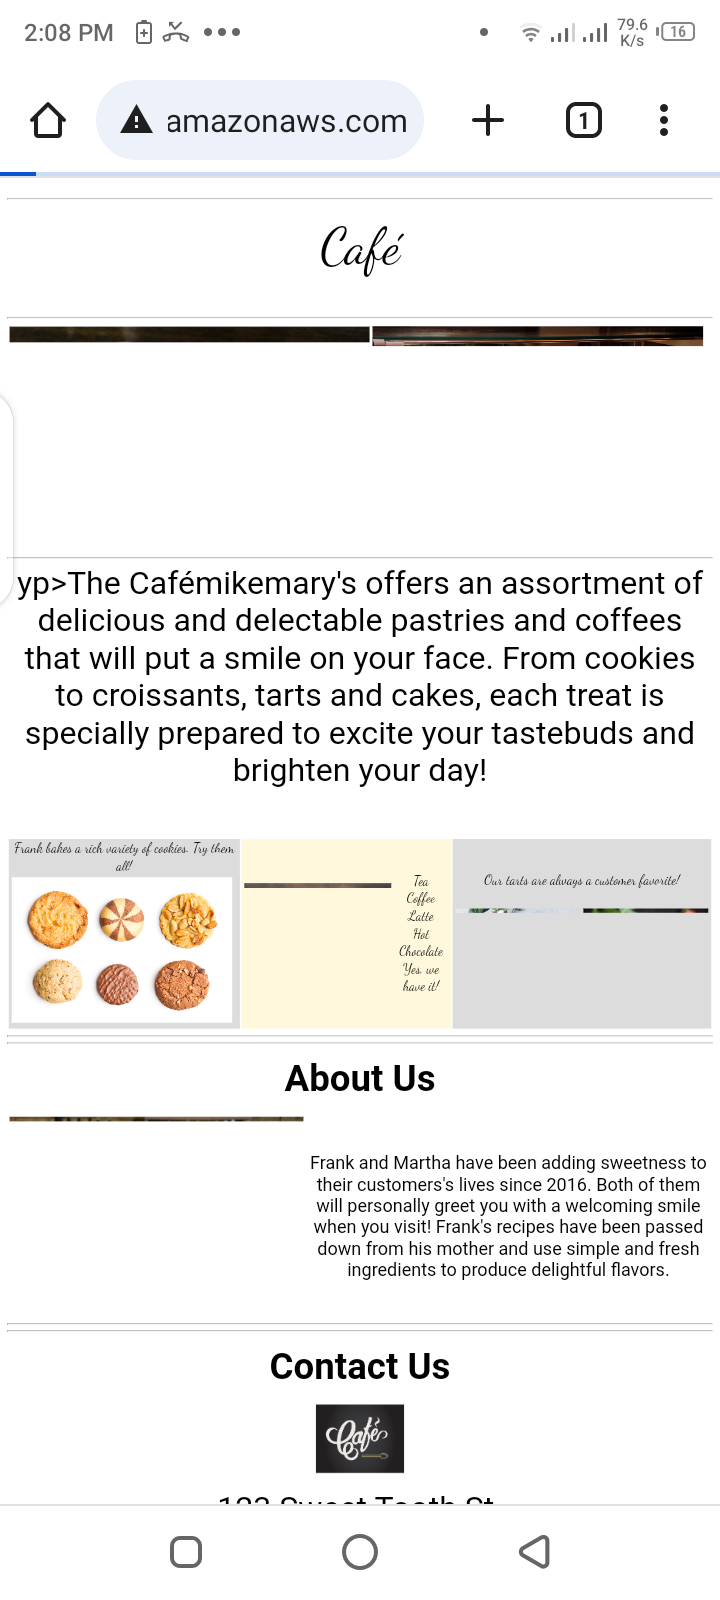 2:08 PM
79.6
K/s
16
amazonaws.com
1
Café
yp>The Cafémikemary's offers an assortment of
delicious and delectable pastries and coffees
that will put a smile on your face. From cookies
to croissants, tarts and cakes, each treat is
specially prepared to excite your tastebuds and
brighten your day!
Frank bakes a rich variety of cookies. Try them
all!
Tea
Coffee
Latte
Hot
Chocolate
Yes, we
have it!
Our tarts are always a customer favorite!
About Us
Frank and Martha have been adding sweetness to
their customers's lives since 2016. Both of them
will personally greet you with a welcoming smile
when you visit! Frank's recipes have been passed
down from his mother and use simple and fresh
ingredients to produce delightful flavors.
Contact Us
Café
123 Sweet Tooth St